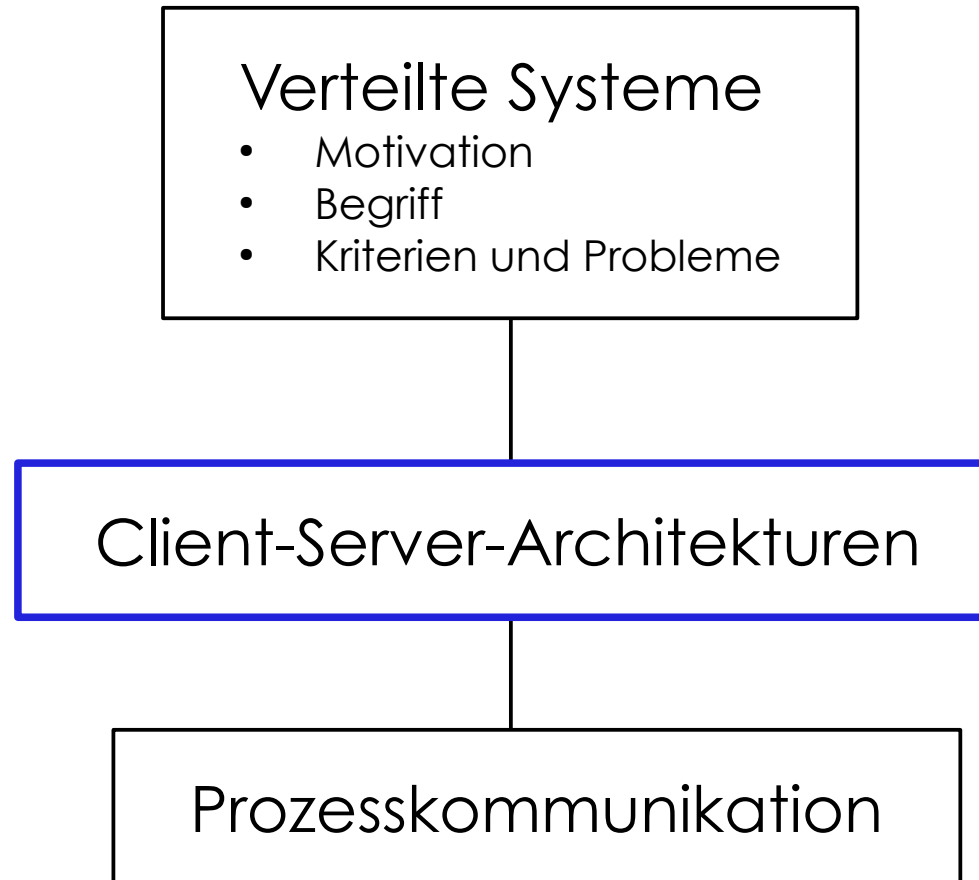 Verteilte Systeme
• Motivation
• Begriff
• Kriterien und Probleme
Client-Server-Architekturen
Prozesskommunikation